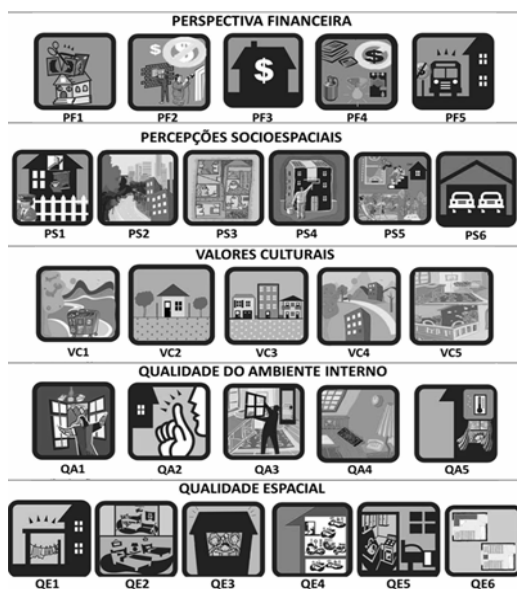 PERSPECTIVA FINANCEIRA
PF1 PF2 PF3 PF4 PF5
PERCEPÇÕES SOCIOESPACIAIS
PS1 PS2 PS3 PS4 PS5 PS6
VALORES CULTURAIS
VC1 VC2 VC3 VC4 VC5
QUALIDADE DO AMBIENTE INTERNO
QA1 QA2 QA3 QA4 QA5
QUALIDADE ESPACIAL
QE1 QE2 QE3 QE4 QE5 QE6